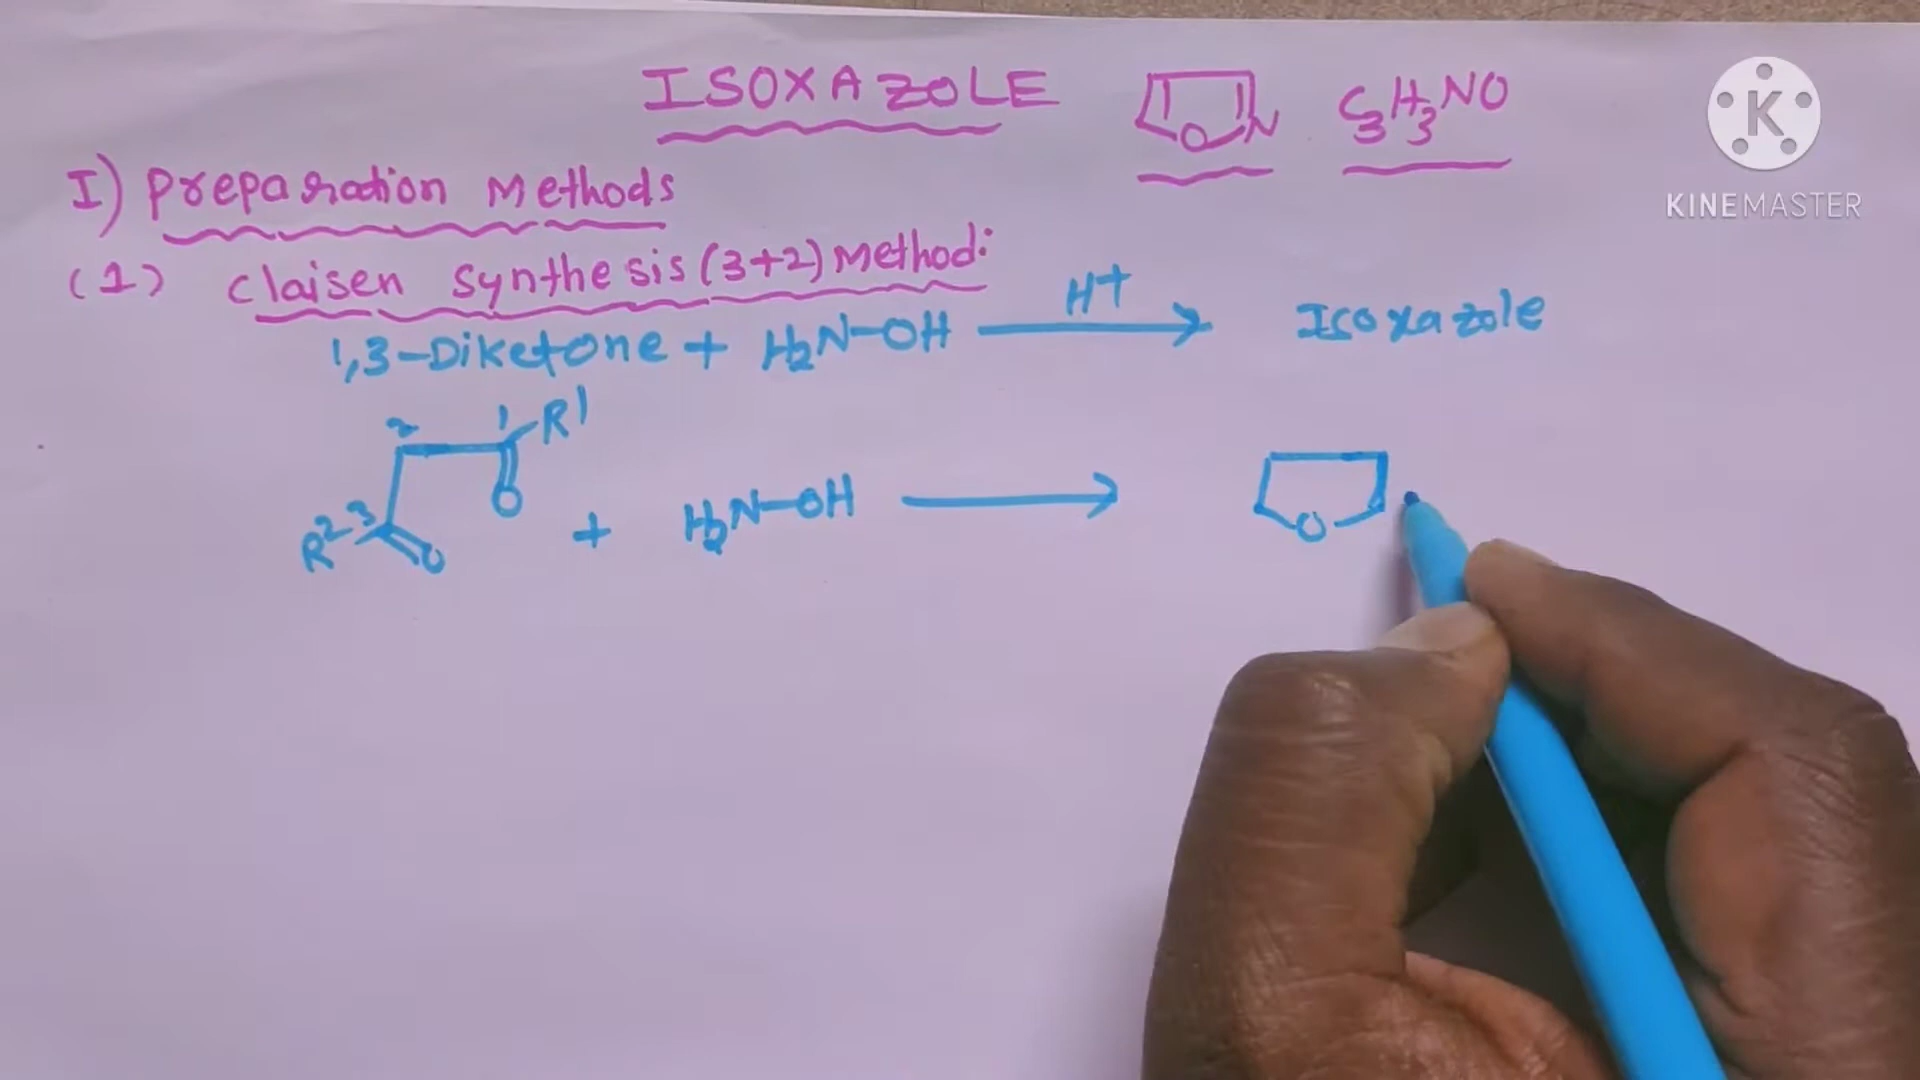 ISOXAZOLE O N C3H3NO
K
KINEMASTER
I) Preparation Methods
(1) Claisen Synthesis (3+2) Method:
1,3-Diketone + H2N-OH H+ Isoxazole
2 1 R1
R2 3 O O + H2N-OH O